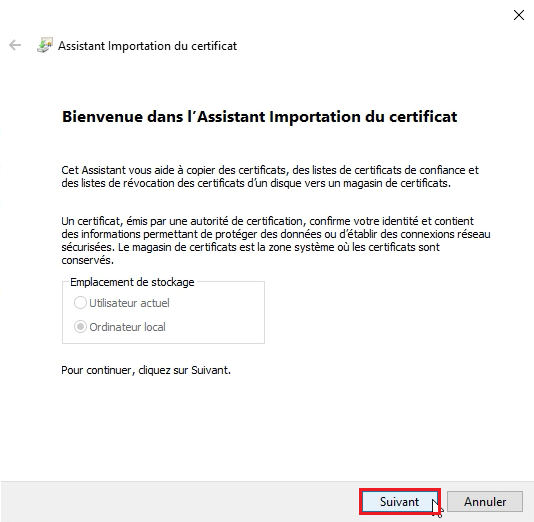 Assistant Importation du certificat
Bienvenue dans l’Assistant Importation du certificat
Cet Assistant vous aide à copier des certificats, des listes de certificats de confiance et
des listes de révocation des certificats d’un disque vers un magasin de certificats.
Un certificat, émis par une autorité de certification, confirme votre identité et contient
des informations permettant de protéger des données ou d’établir des connexions réseau
sécurisées. Le magasin de certificats est la zone système où les certificats sont
conservés.
Emplacement de stockage
Utilisateur actuel
Ordinateur local
Pour continuer, cliquez sur Suivant.
Suivant
Annuler